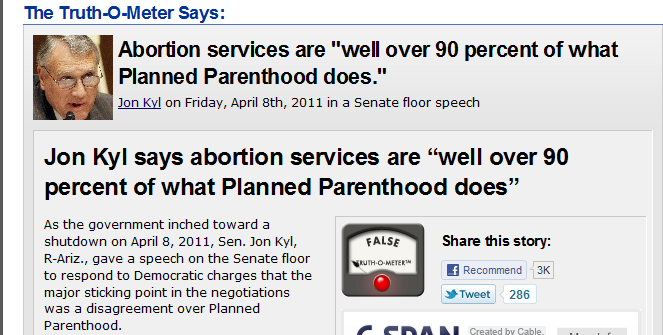 The Truth-O-Meter Says:
Abortion services are "well over 90 percent of what
Planned Parenthood does."
Jon Kyl on Friday, April 8th, 2011 in a Senate floor speech
Jon Kyl says abortion services are “well over 90
percent of what Planned Parenthood does”
As the government inched toward a
shutdown on April 8, 2011, Sen. Jon Kyl,
R-Ariz., gave a speech on the Senate floor
to respond to Democratic charges that the
major sticking point in the negotiations
was a disagreement over Planned
Parenthood.
FALSE
TRUTH-O-METER™
Share this story:
Recommend 3K
Tweet 286
C-SPAN
Created by Cable.